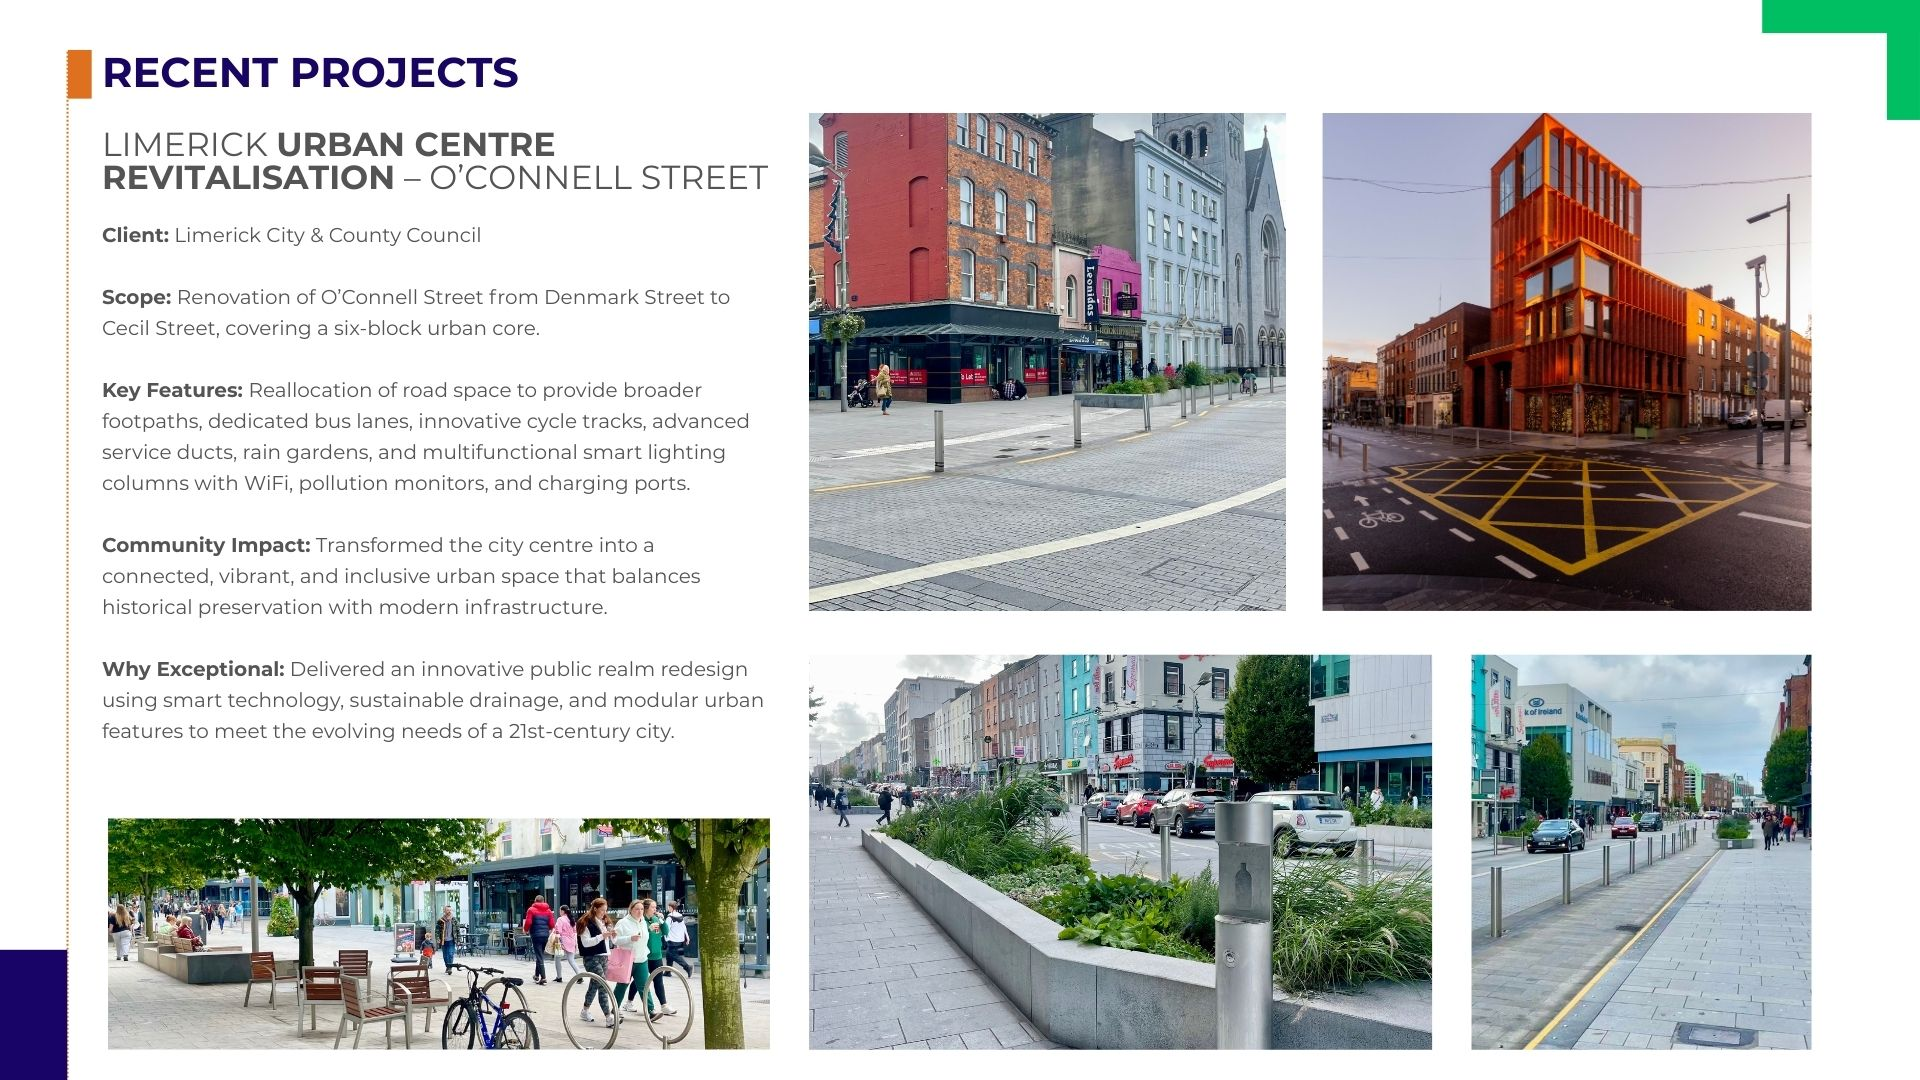 RECENT PROJECTS
LIMERICK URBAN CENTRE
REVITALISATION – O’CONNELL STREET
Client: Limerick City & County Council
Scope: Renovation of O’Connell Street from Denmark Street to
Cecil Street, covering a six-block urban core.
Key Features: Reallocation of road space to provide broader
footpaths, dedicated bus lanes, innovative cycle tracks, advanced
service ducts, rain gardens, and multifunctional smart lighting
columns with WiFi, pollution monitors, and charging ports.
Community Impact: Transformed the city centre into a
connected, vibrant, and inclusive urban space that balances
historical preservation with modern infrastructure.
Why Exceptional: Delivered an innovative public realm redesign
using smart technology, sustainable drainage, and modular urban
features to meet the evolving needs of a 21st-century city.
Leonidas
To Let
k of Ireland